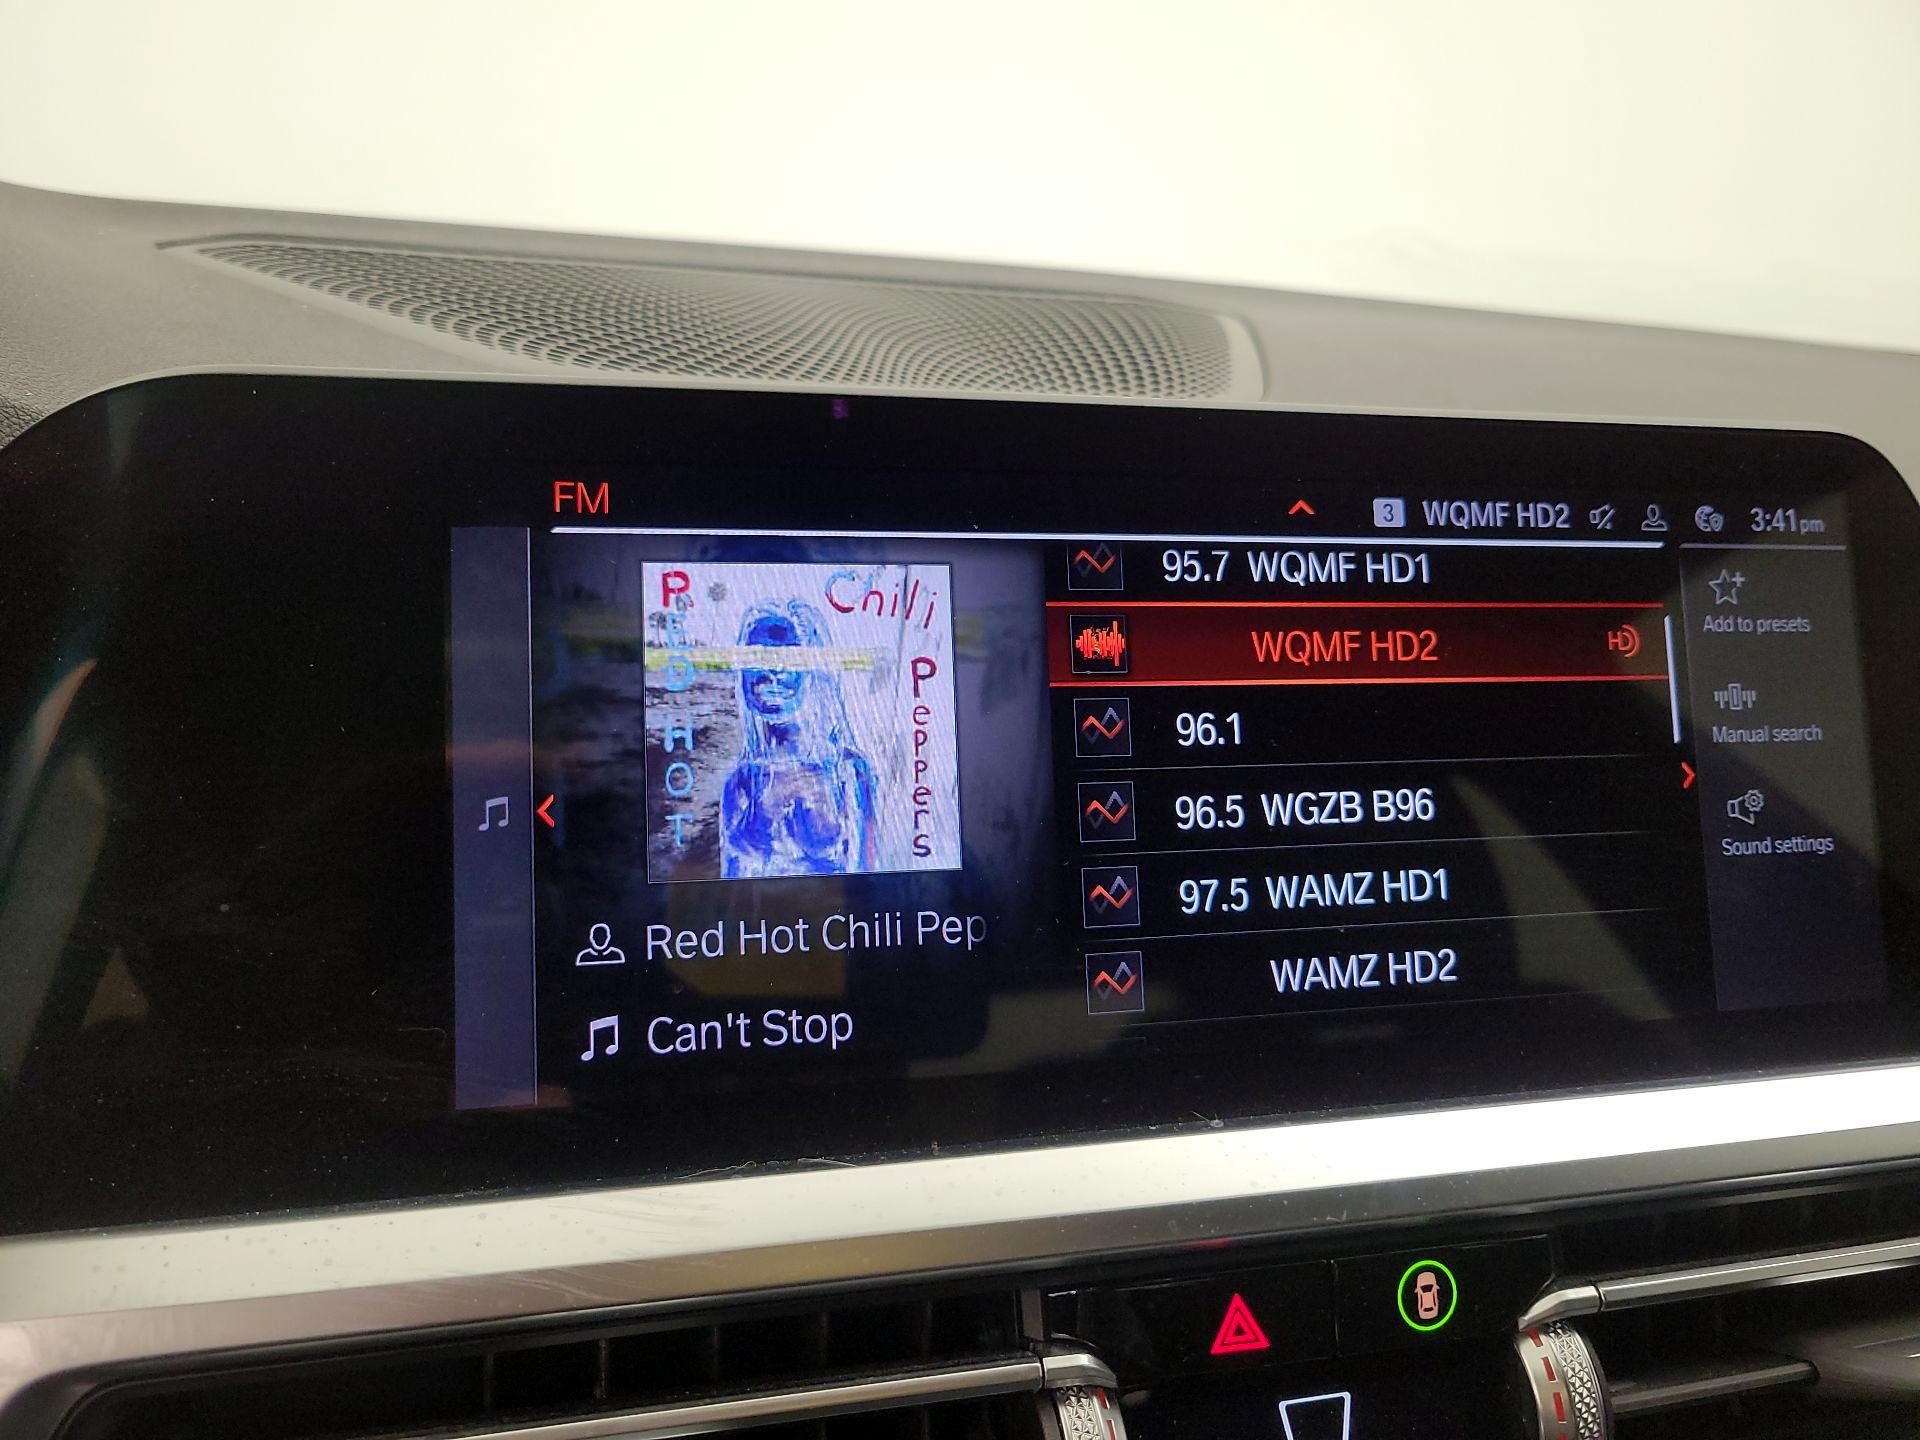 FM
3 WQMF HD2 3:41pm
RED HOT
Chili
Peppers
Red Hot Chili Pep
Can't Stop
95.7 WQMF HD1
WQMF HD2 HD
96.1
96.5 WGZB B96
97.5 WAMZ HD1
WAMZ HD2
Add to presets
Manual search
Sound settings